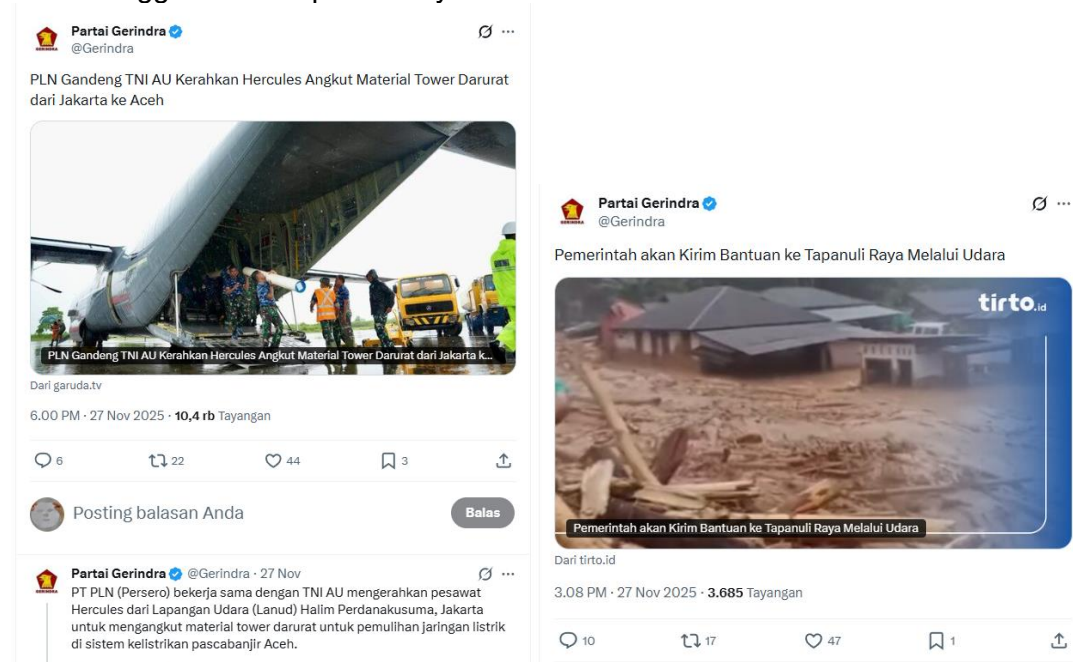 Partai Gerindra
@Gerindra
PLN Gandeng TNI AU Kerahkan Hercules Angkut Material Tower Darurat
dari Jakarta ke Aceh
PLN Gandeng TNI AU Kerahkan Hercules Angkut Material Tower Darurat dari Jakarta k...
Dari garuda.tv
6.00 PM · 27 Nov 2025 · 10,4 rb Tayangan
6 22 44 3
Posting balasan Anda
Balas
Partai Gerindra @Gerindra · 27 Nov
PT PLN (Persero) bekerja sama dengan TNI AU mengerahkan pesawat
Hercules dari Lapangan Udara (Lanud) Halim Perdanakusuma, Jakarta
untuk mengangkut material tower darurat untuk pemulihan jaringan listrik
di sistem kelistrikan pascabanjir Aceh.
Partai Gerindra
@Gerindra
Pemerintah akan Kirim Bantuan ke Tapanuli Raya Melalui Udara
tirto.id
Pemerintah akan Kirim Bantuan ke Tapanuli Raya Melalui Udara
Dari tirto.id
3.08 PM · 27 Nov 2025 · 3.685 Tayangan
10 17 47 1